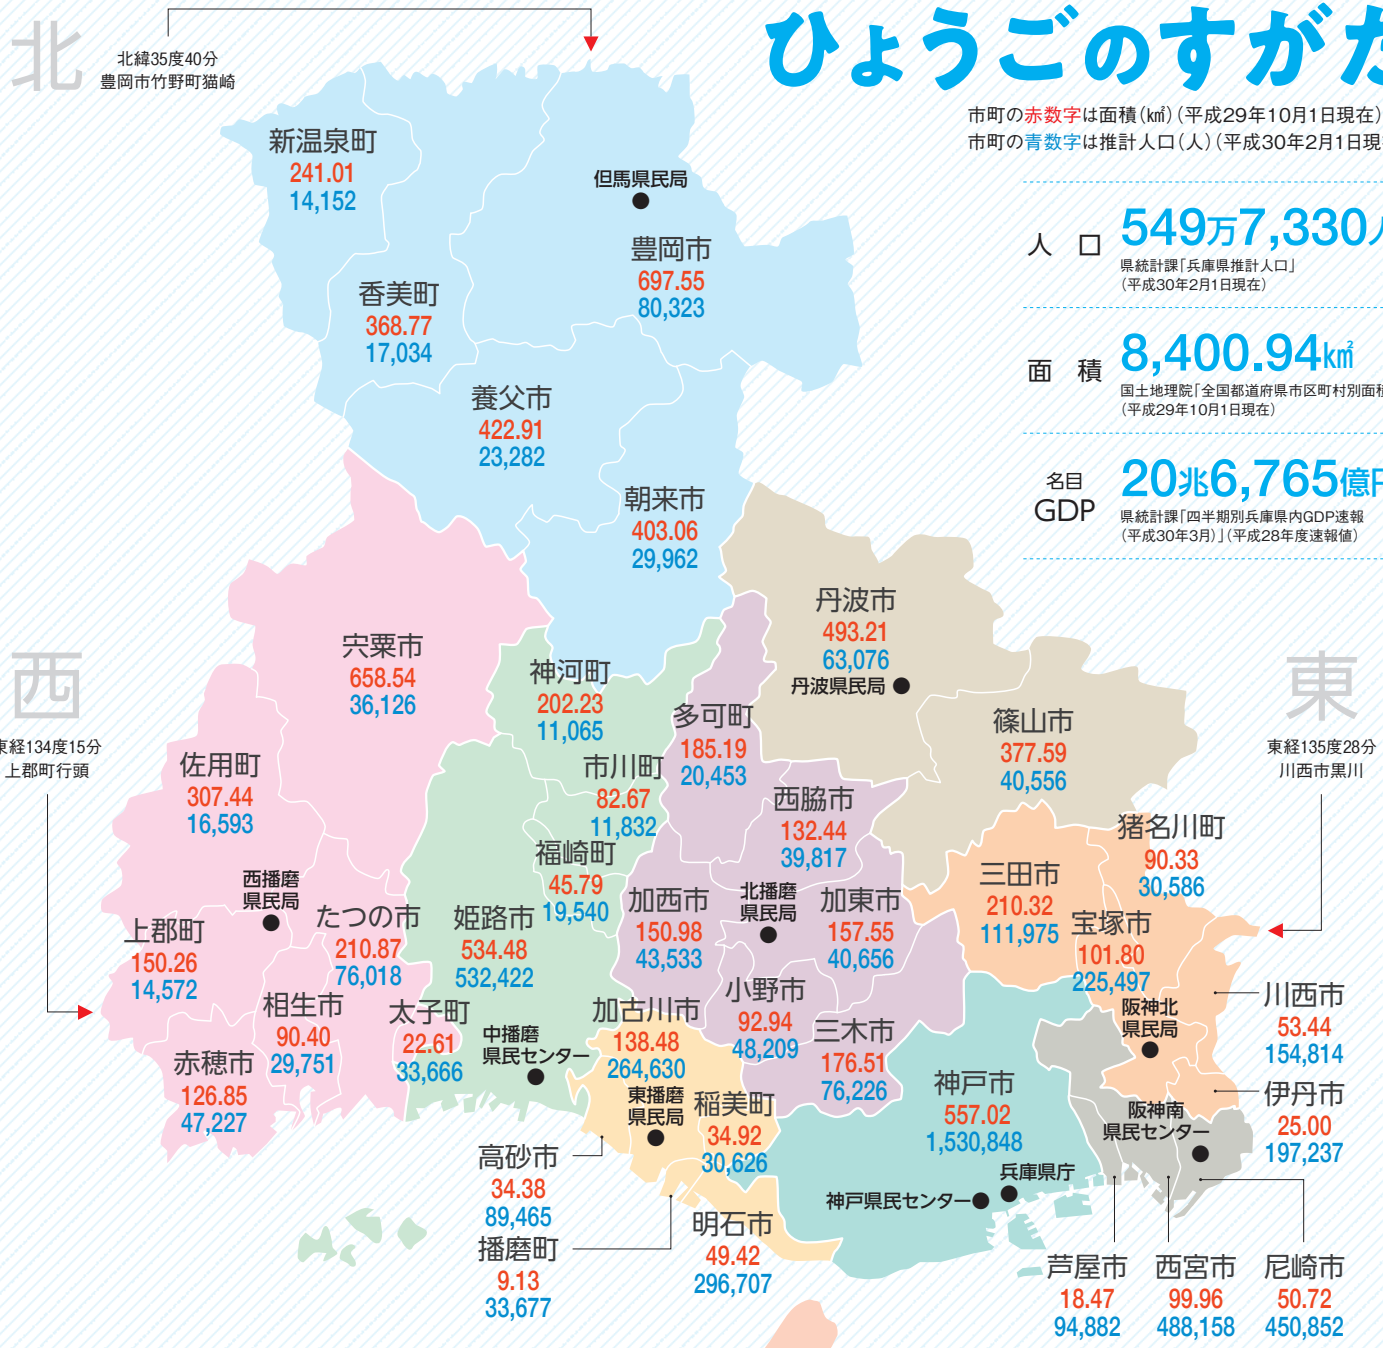 ひょうごのすがた
北
北緯35度40分
豊岡市竹野町猫崎
市町の赤数字は面積(㎢)(平成29年10月1日現在)
市町の青数字は推計人口(人)(平成30年2月1日現
人 口
549万7,330人
県統計課「兵庫県推計人口」
(平成30年2月1日現在)
面 積
8,400.94㎢
国土地理院「全国都道府県市区町村別面積
(平成29年10月1日現在)
名目
GDP
20兆6,765億円
県統計課「四半期別兵庫県内GDP速報
(平成30年3月)」(平成28年度速報値)
新温泉町
241.01
14,152
但馬県民局
豊岡市
697.55
80,323
香美町
368.77
17,034
養父市
422.91
23,282
朝来市
403.06
29,962
丹波市
493.21
63,076
丹波県民局
宍粟市
658.54
36,126
神河町
202.23
11,065
西
東経134度15分
上郡町行頭
東
東経135度28分
川西市黒川
多可町
185.19
20,453
篠山市
377.59
40,556
佐用町
307.44
16,593
市川町
82.67
11,832
西脇市
132.44
39,817
猪名川町
90.33
30,586
福崎町
45.79
19,540
三田市
210.32
111,975
西播磨
県民局
たつの市
210.87
76,018
姫路市
534.48
532,422
加西市
150.98
43,533
北播磨
県民局
加東市
157.55
40,656
宝塚市
101.80
225,497
上郡町
150.26
14,572
相生市
90.40
29,751
太子町
22.61
33,666
中播磨
県民センター
加古川市
138.48
264,630
小野市
92.94
48,209
三木市
176.51
76,226
阪神北
県民局
川西市
53.44
154,814
赤穂市
126.85
47,227
東播磨
県民局
稲美町
34.92
30,626
神戸市
557.02
1,530,848
阪神南
県民センター
伊丹市
25.00
197,237
高砂市
34.38
89,465
兵庫県庁
神戸県民センター
播磨町
9.13
33,677
明石市
49.42
296,707
芦屋市
18.47
94,882
西宮市
99.96
488,158
尼崎市
50.72
450,852